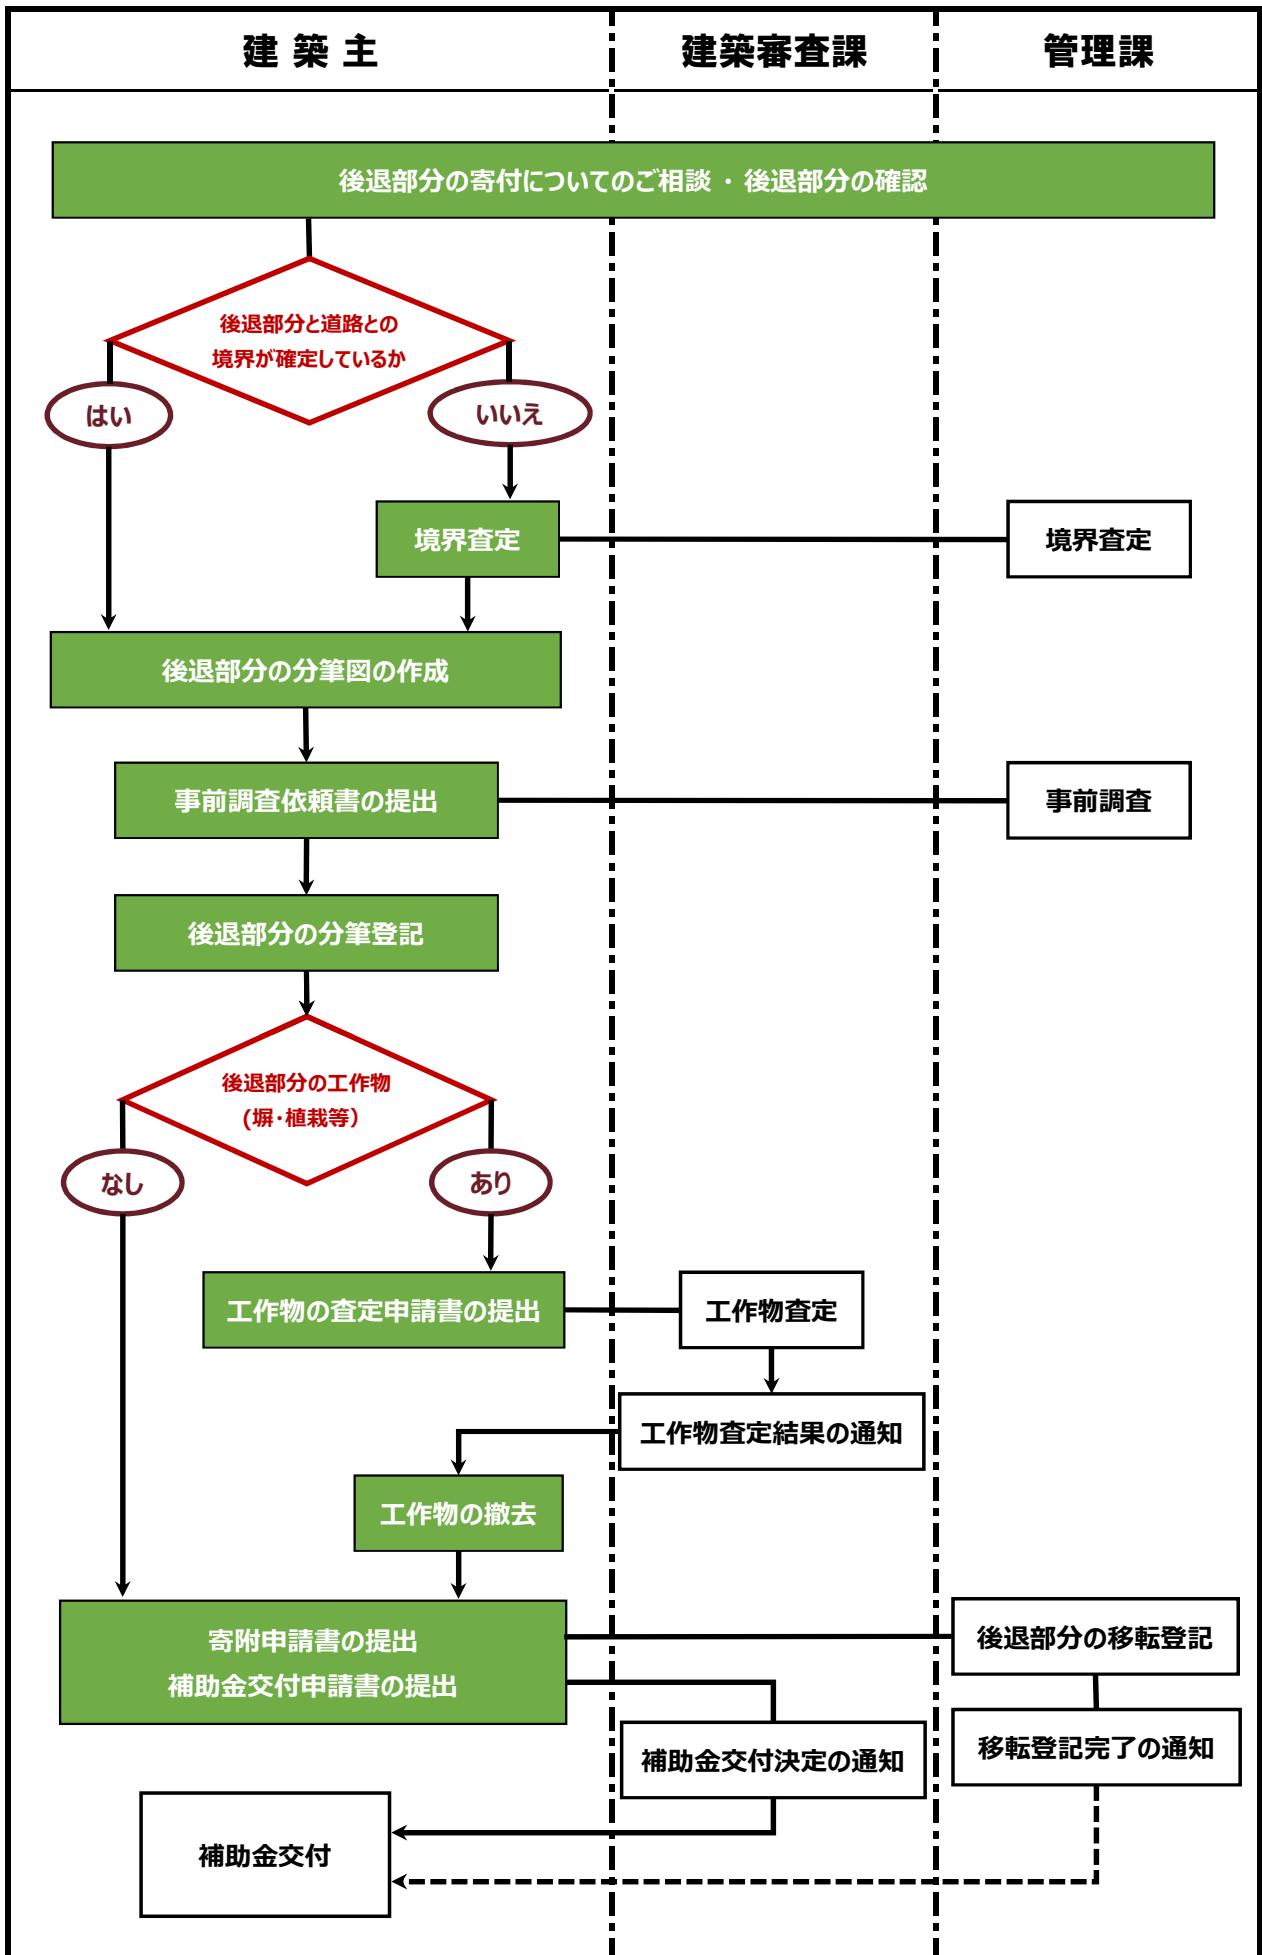 建 築 主
建築審査課
管理課
後退部分の寄付についてのご相談 ・ 後退部分の確認
後退部分と道路との
境界が確定しているか
はい
いいえ
境界査定
境界査定
後退部分の分筆図の作成
事前調査依頼書の提出
事前調査
後退部分の分筆登記
後退部分の工作物
(塀・植栽等）
なし
あり
工作物の査定申請書の提出
工作物査定
工作物査定結果の通知
工作物の撤去
寄附申請書の提出
補助金交付申請書の提出
後退部分の移転登記
移転登記完了の通知
補助金交付決定の通知
補助金交付